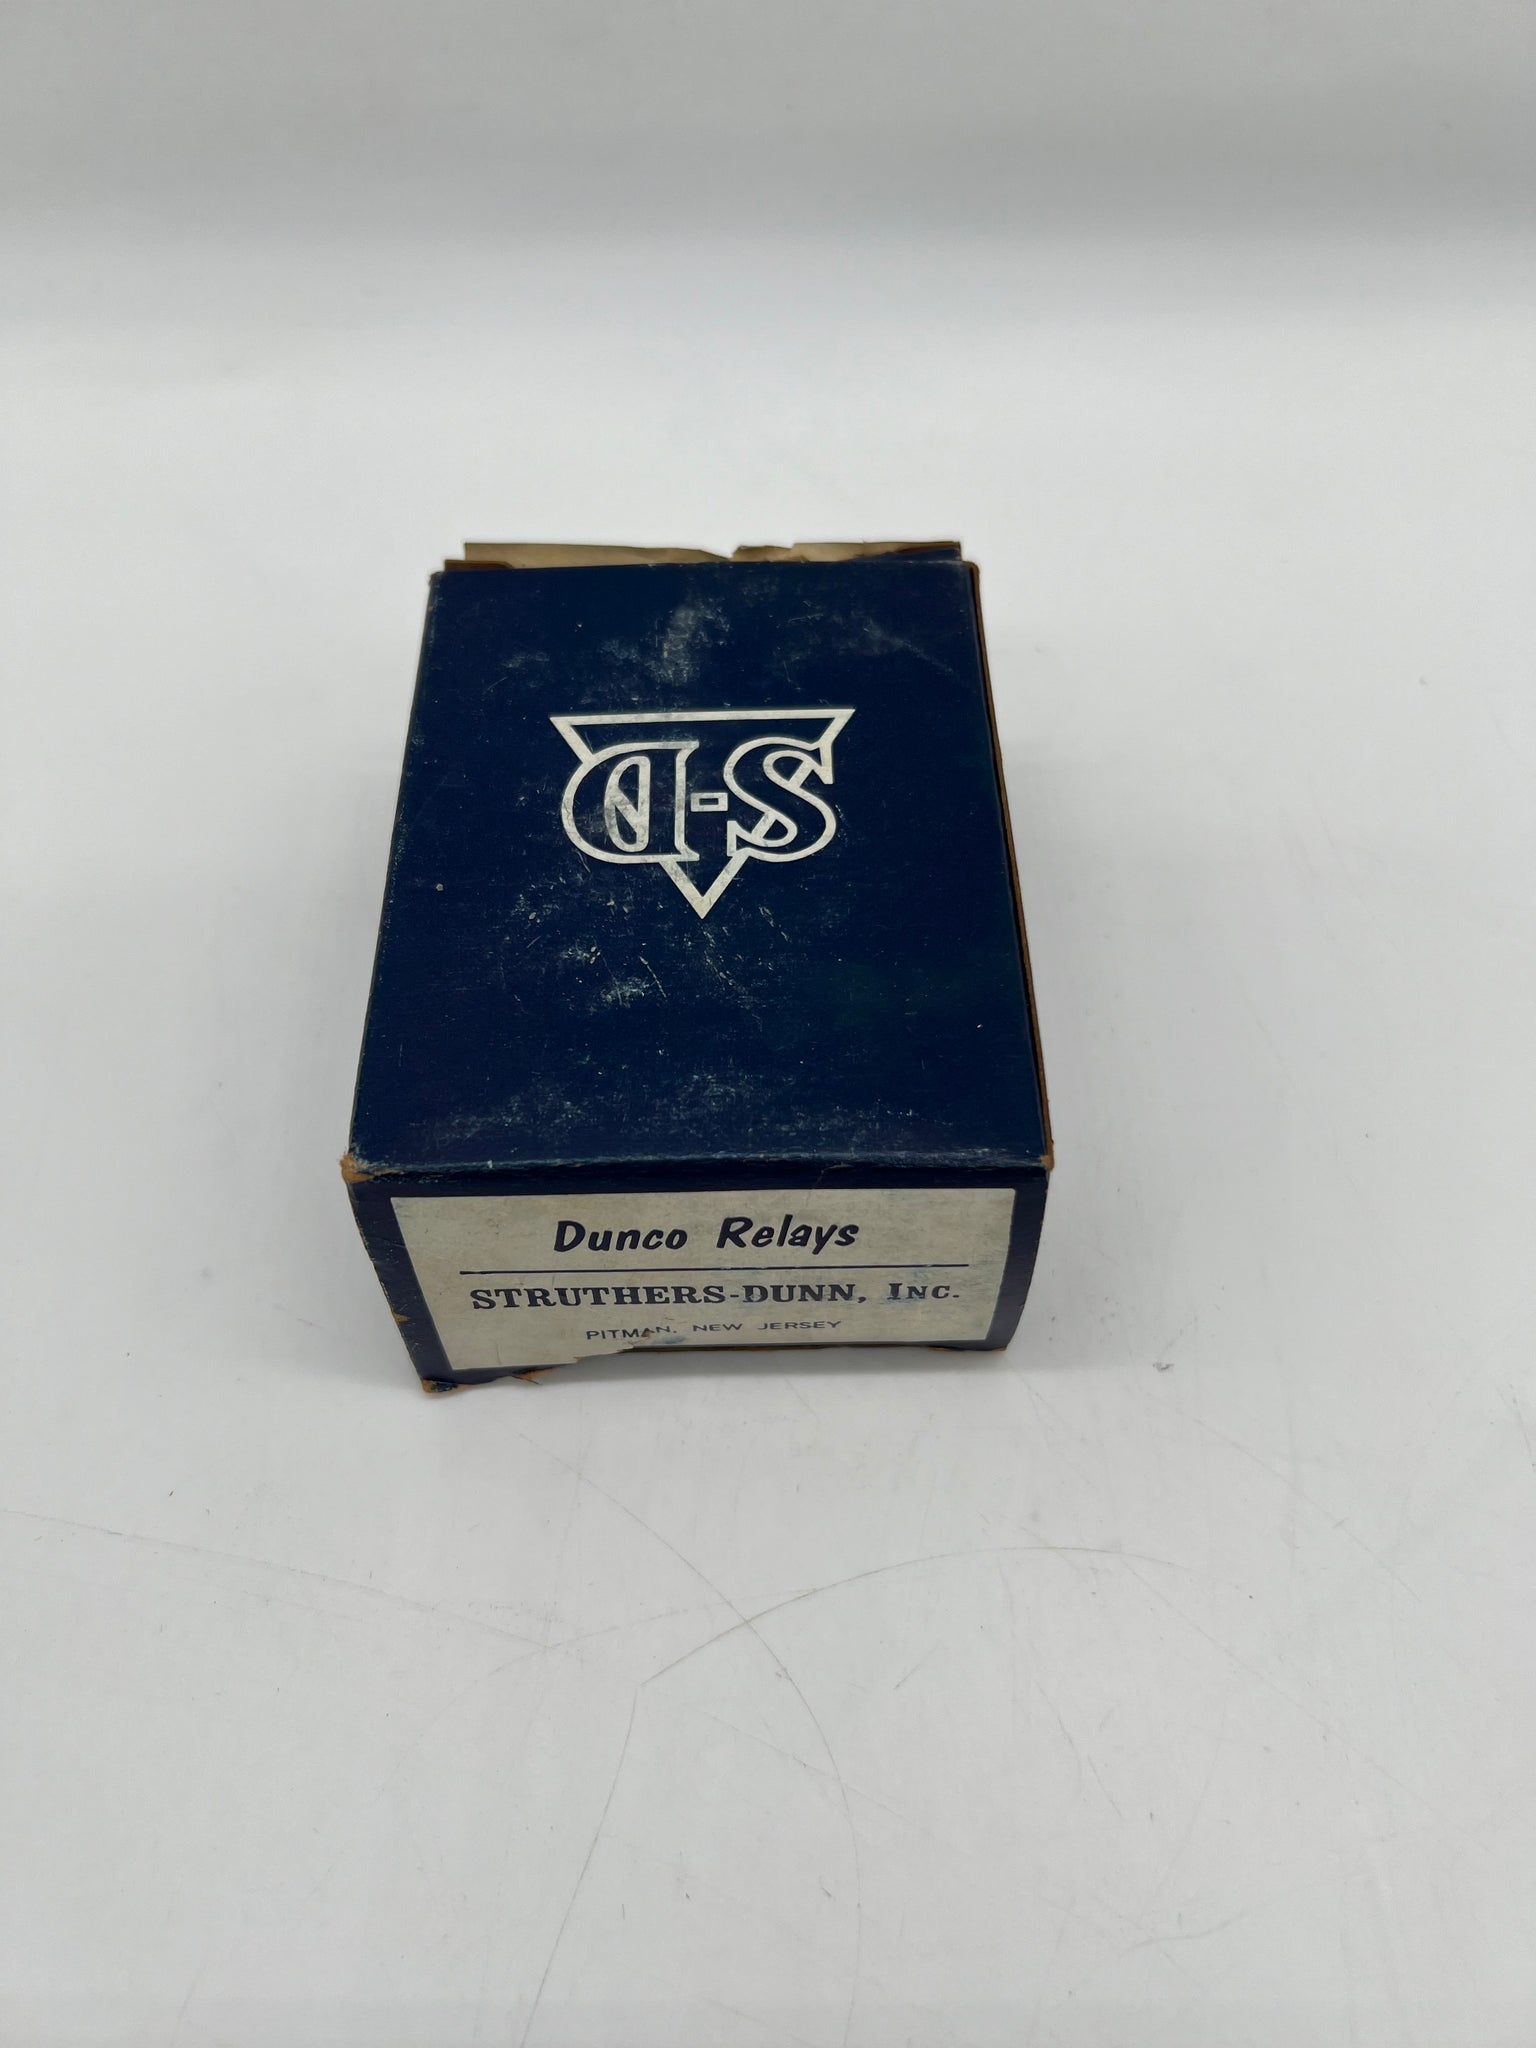 S-D
Dunco Relays
STRUTHERS-DUNN, INC.
PITMAN, NEW JERSEY